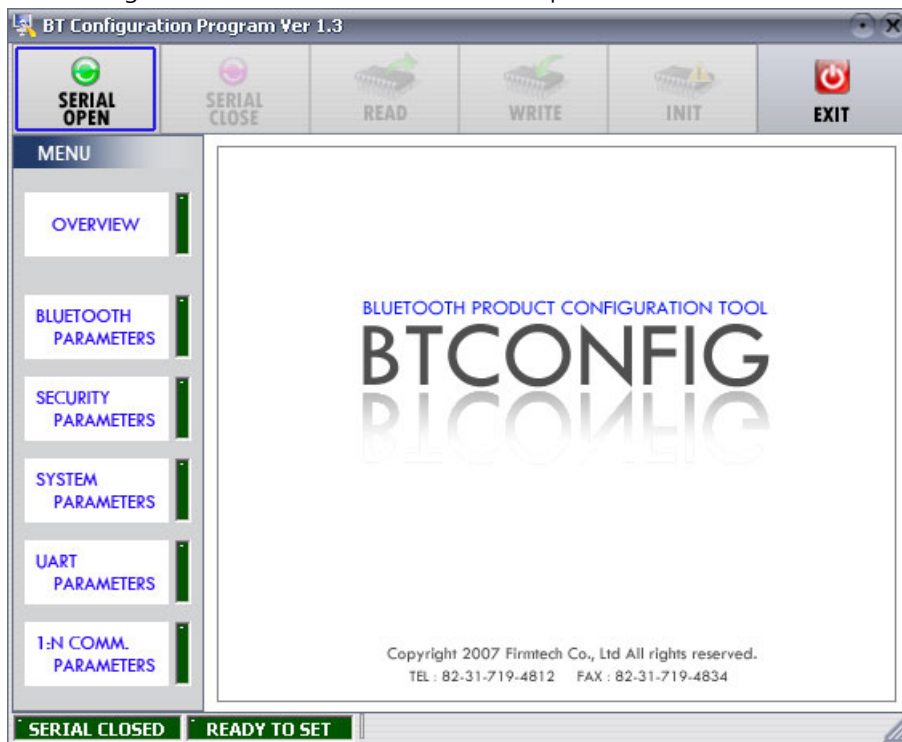 BT Configuration Program Ver 1.3
SERIAL
OPEN
SERIAL
CLOSE
READ
WRITE
INIT
EXIT
MENU
OVERVIEW
BLUETOOTH
PARAMETERS
SECURITY
PARAMETERS
SYSTEM
PARAMETERS
UART
PARAMETERS
1:N COMM.
PARAMETERS
BLUETOOTH PRODUCT CONFIGURATION TOOL
BTCONFIG
Copyright 2007 Firmtech Co., Ltd All rights reserved.
TEL : 82-31-719-4812 FAX : 82-31-719-4834
SERIAL CLOSED
READY TO SET